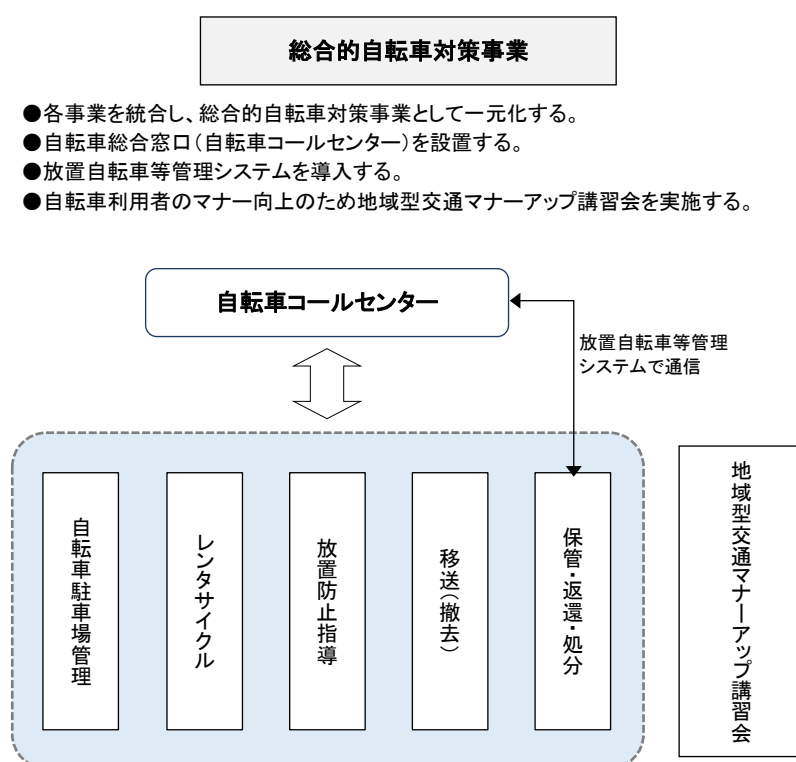 総合的自転車対策事業
●各事業を統合し、総合的自転車対策事業として一元化する。
●自転車総合窓口(自転車コールセンター)を設置する。
●放置自転車等管理システムを導入する。
●自転車利用者のマナー向上のため地域型交通マナーアップ講習会を実施する。
自転車コールセンター
放置自転車等管理
システムで通信
自転車駐車場管理
レンタサイクル
放置防止指導
移送(撤去)
保管・返還・処分
地域型交通マナーアップ講習会